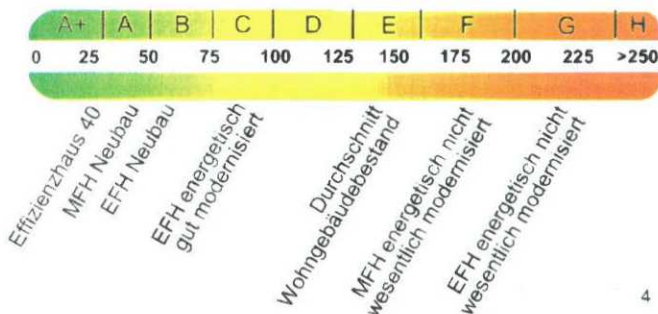 A+ A B C D E F G H
0 25 50 75 100 125 150 175 200 225 >250
Effizienzhaus 40
MFH Neubau
EFH Neubau
EFH energetisch
gut modernisiert
Durchschnitt
Wohngebäudebestand
MFH energetisch nicht
wesentlich modernisiert
EFH energetisch nicht
wesentlich modernisiert
4